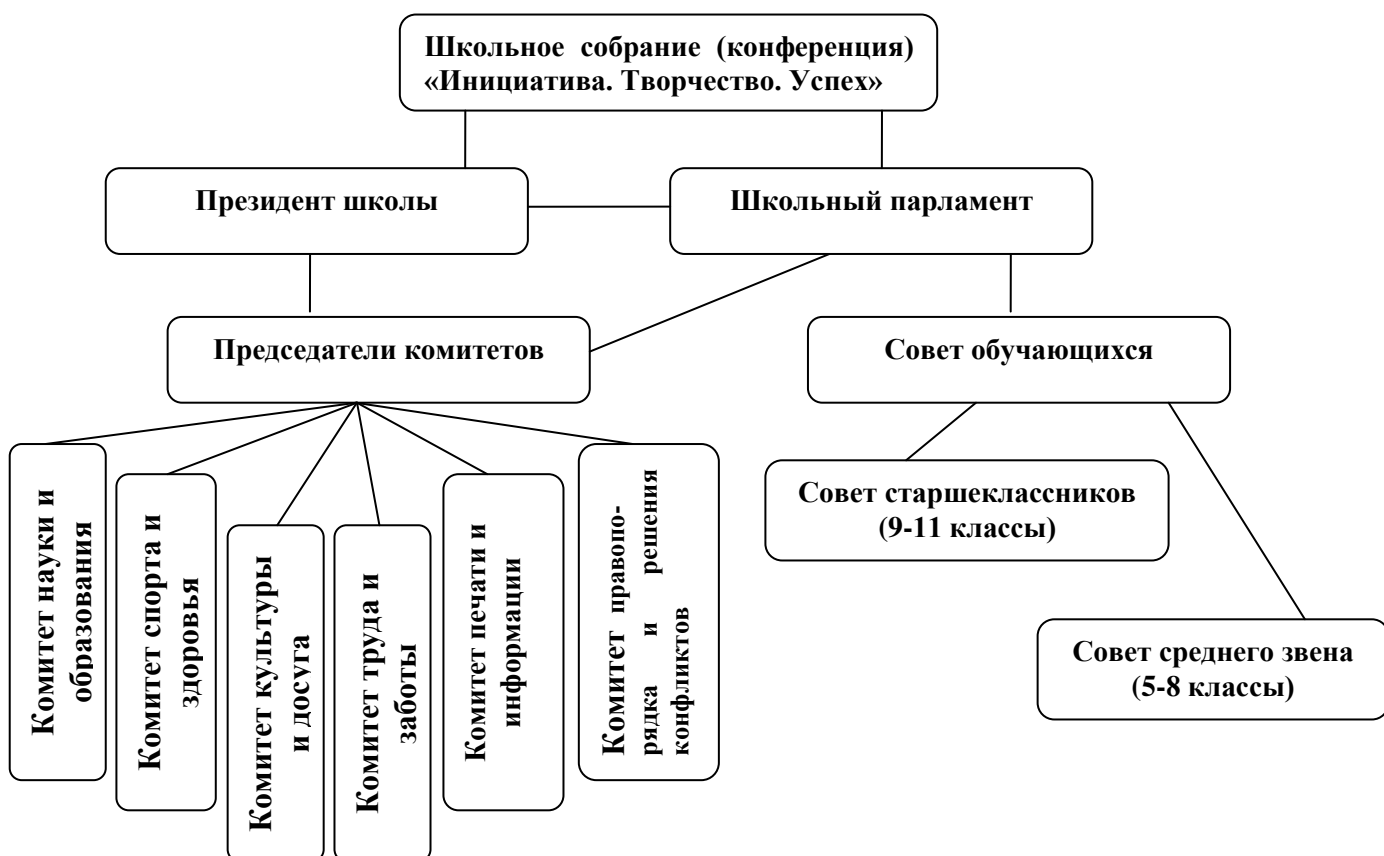 Школьное собрание (конференция)
«Инициатива. Творчество. Успех»
Президент школы
Школьный парламент
Председатели комитетов
Совет обучающихся
Комитет науки и
образования
Комитет спорта и
здоровья
Комитет культуры
и досуга
Комитет труда и
заботы
Комитет печати и
информации
Комитет правопо-
рядка и решения
конфликтов
Совет старшеклассников
(9-11 классы)
Совет среднего звена
(5-8 классы)